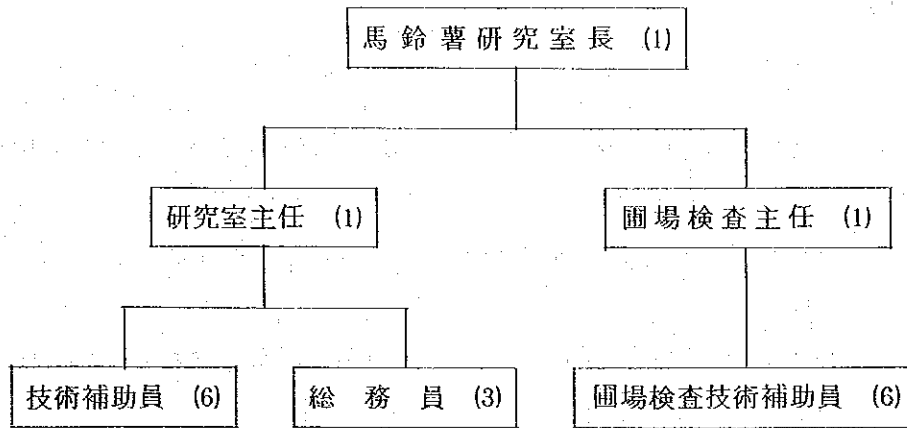 馬鈴薯研究室長 (1)
研究室主任 (1)
圃場検査主任 (1)
技術補助員 (6)
総務員 (3)
圃場検査技術補助員 (6)